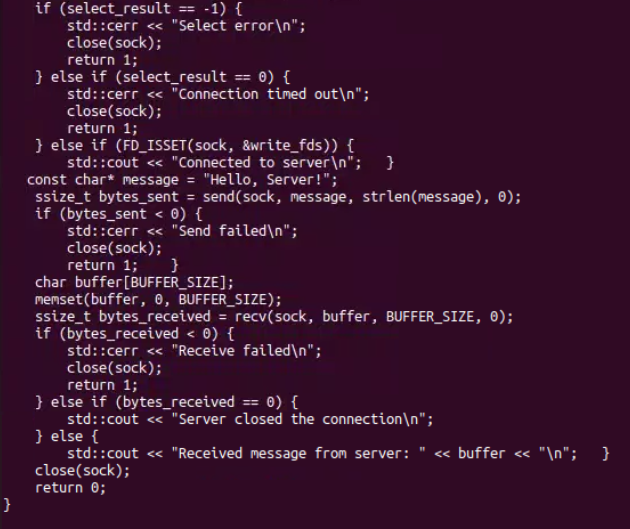 if (select_result == -1) {
        std::cerr << "Select error\n";
        close(sock);
        return 1;
    } else if (select_result == 0) {
        std::cerr << "Connection timed out\n";
        close(sock);
        return 1;
    } else if (FD_ISSET(sock, &write_fds)) {
        std::cout << "Connected to server\n";   }
   const char* message = "Hello, Server!";
    ssize_t bytes_sent = send(sock, message, strlen(message), 0);
    if (bytes_sent < 0) {
        std::cerr << "Send failed\n";
        close(sock);
        return 1;    }
    char buffer[BUFFER_SIZE];
    memset(buffer, 0, BUFFER_SIZE);
    ssize_t bytes_received = recv(sock, buffer, BUFFER_SIZE, 0);
    if (bytes_received < 0) {
        std::cerr << "Receive failed\n";
        close(sock);
        return 1;
    } else if (bytes_received == 0) {
        std::cout << "Server closed the connection\n";
    } else {
        std::cout << "Received message from server: " << buffer << "\n";   }
    close(sock);
    return 0;
}